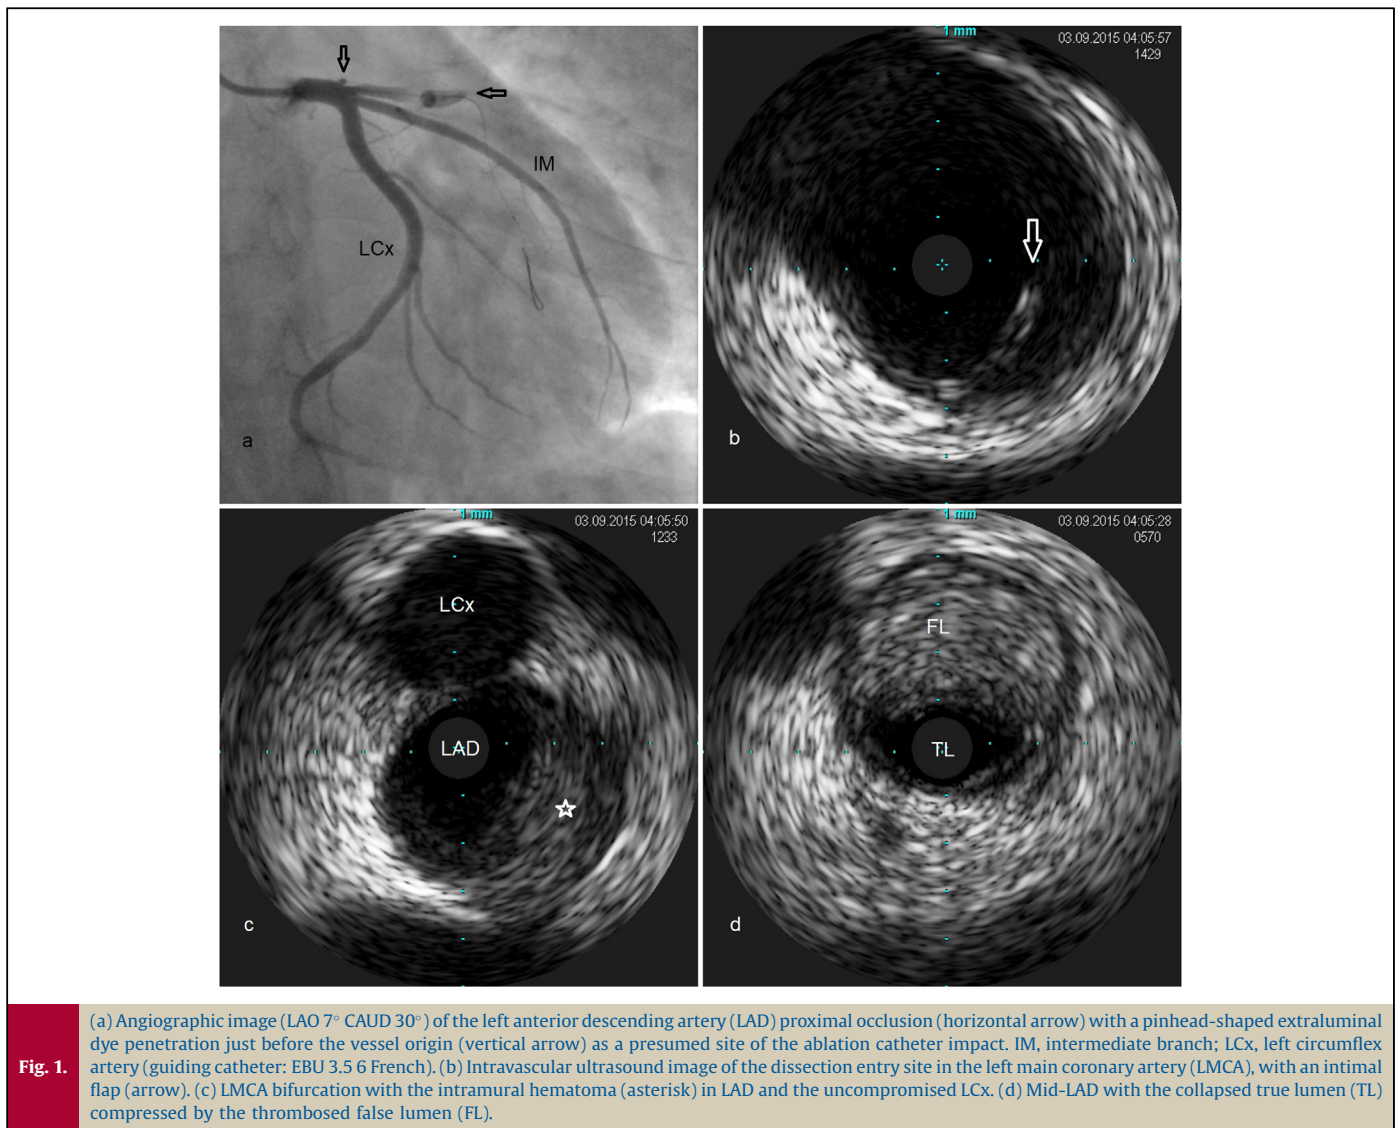 IM
LCx
a
1 mm
03.09.2015 04:05:57
1429
b
1 mm
03.09.2015 04:05:50
1233
LCx
LAD
c
1 mm
03.09.2015 04:05:28
0570
FL
TL
d
Fig. 1.
(a) Angiographic image (LAO 7° CAUD 30°) of the left anterior descending artery (LAD) proximal occlusion (horizontal arrow) with a pinhead-shaped extraluminal
dye penetration just before the vessel origin (vertical arrow) as a presumed site of the ablation catheter impact. IM, intermediate branch; LCx, left circumflex
artery (guiding catheter: EBU 3.5 6 French). (b) Intravascular ultrasound image of the dissection entry site in the left main coronary artery (LMCA), with an intimal
flap (arrow). (c) LMCA bifurcation with the intramural hematoma (asterisk) in LAD and the uncompromised LCx. (d) Mid-LAD with the collapsed true lumen (TL)
compressed by the thrombosed false lumen (FL).